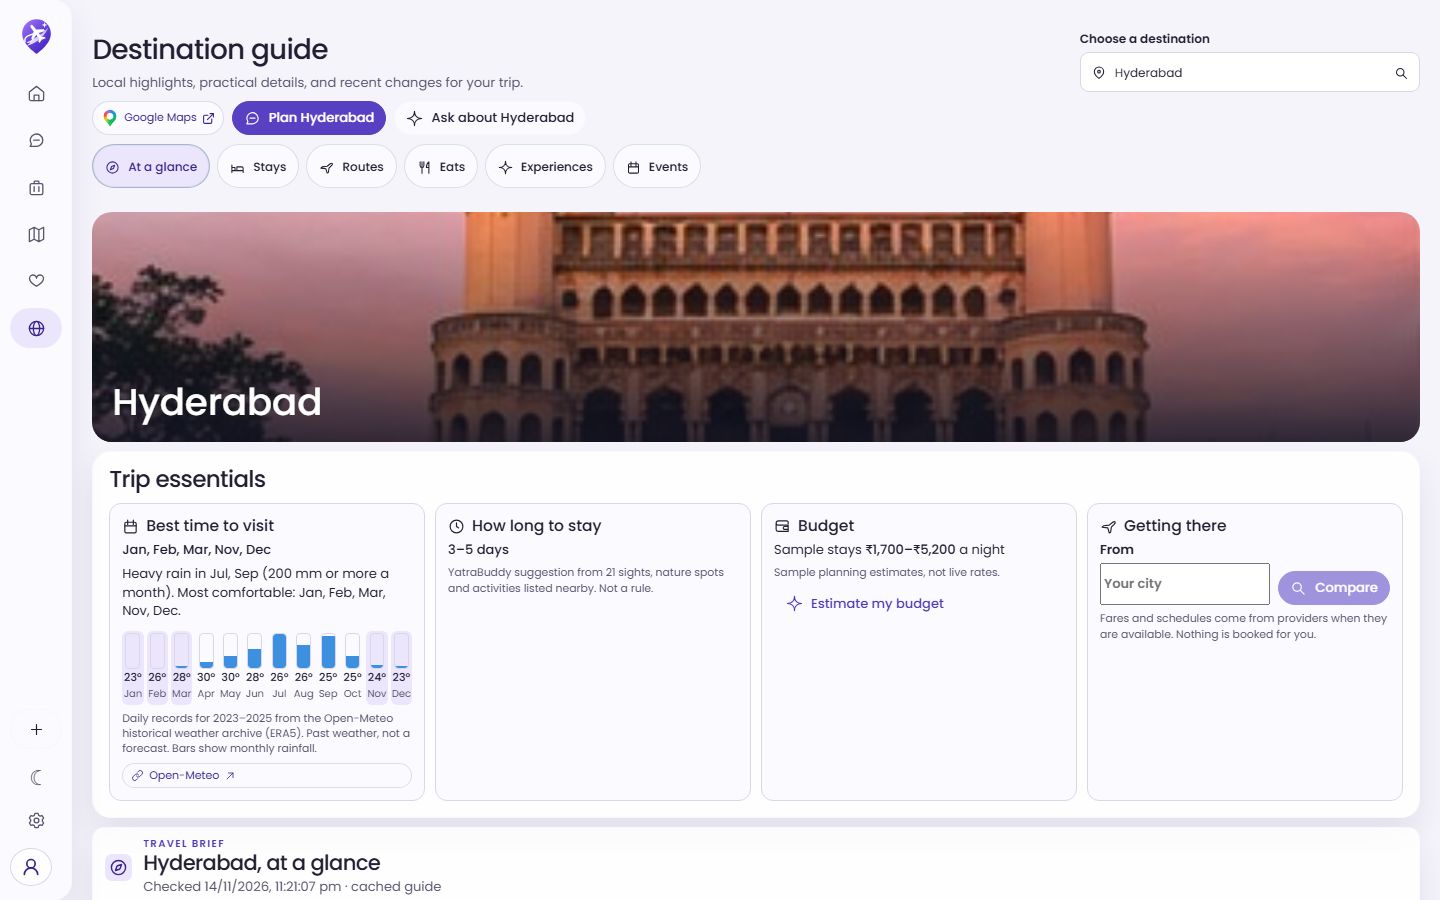 Destination guide
Local highlights, practical details, and recent changes for your trip.
Choose a destination
Hyderabad
Google Maps
Plan Hyderabad
Ask about Hyderabad
At a glance
Stays
Routes
Eats
Experiences
Events
Hyderabad
Trip essentials
Best time to visit
Jan, Feb, Mar, Nov, Dec
Heavy rain in Jul, Sep (200 mm or more a
month). Most comfortable: Jan, Feb, Mar,
Nov, Dec.
23° 26° 28° 30° 30° 28° 26° 26° 25° 25° 24° 23°
Jan Feb Mar Apr May Jun Jul Aug Sep Oct Nov Dec
Daily records for 2023–2025 from the Open-Meteo
historical weather archive (ERA5). Past weather, not a
forecast. Bars show monthly rainfall.
Open-Meteo
How long to stay
3–5 days
YatraBuddy suggestion from 21 sights, nature spots
and activities listed nearby. Not a rule.
Budget
Sample stays ₹1,700–₹5,200 a night
Sample planning estimates, not live rates.
Estimate my budget
Getting there
From
Your city
Compare
Fares and schedules come from providers when they
are available. Nothing is booked for you.
TRAVEL BRIEF
Hyderabad, at a glance
Checked 14/11/2026, 11:21:07 pm · cached guide